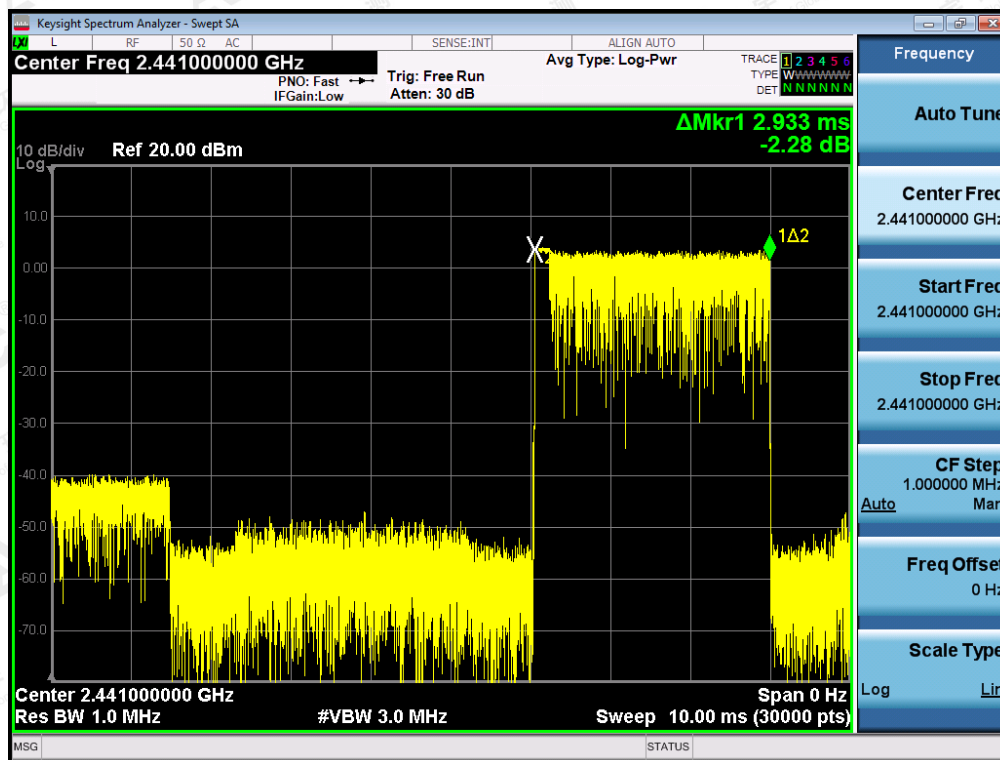 Keysight Spectrum Analyzer - Swept SA
LXI L RF 50 Ω AC SENSE:INT ALIGN AUTO
Center Freq 2.441000000 GHz
PNO: Fast
IFGain:Low
Trig: Free Run
Atten: 30 dB
Avg Type: Log-Pwr
TRACE 1 2 3 4 5 6
TYPE WWWWWW
DET N N N N N N
ΔMkr1 2.933 ms
-2.28 dB
10 dB/div Ref 20.00 dBm
Log
10.0
0.00
-10.0
-20.0
-30.0
-40.0
-50.0
-60.0
-70.0
1Δ2
Center 2.441000000 GHz Span 0 Hz
Res BW 1.0 MHz #VBW 3.0 MHz Sweep 10.00 ms (30000 pts)
MSG STATUS
Frequency
Auto Tune
Center Freq
2.441000000 GHz
Start Freq
2.441000000 GHz
Stop Freq
2.441000000 GHz
CF Step
1.000000 MHz
Auto Man
Freq Offset
0 Hz
Scale Type
Log Lin